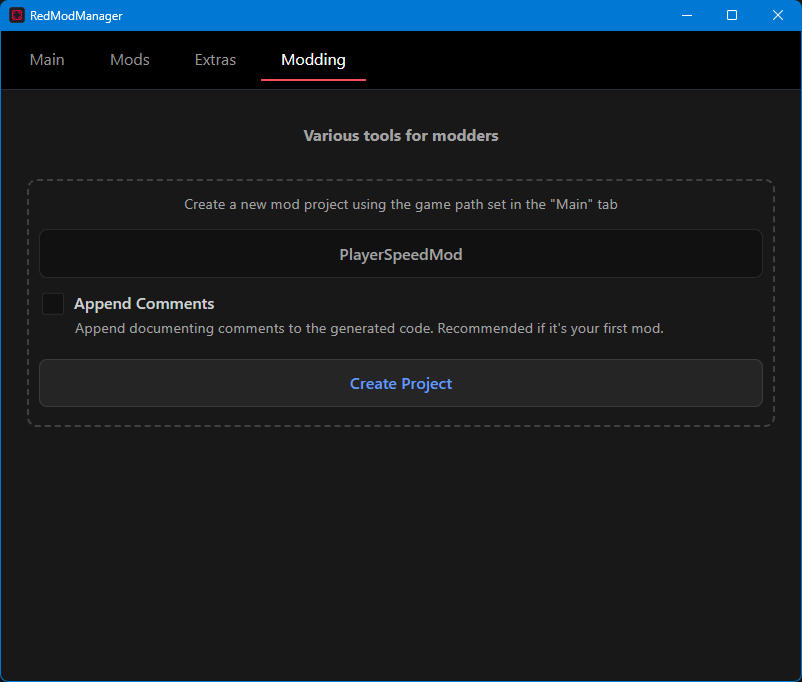 RedModManager
Main Mods Extras Modding
Various tools for modders
Create a new mod project using the game path set in the "Main" tab
PlayerSpeedMod
Append Comments
Append documenting comments to the generated code. Recommended if it's your first mod.
Create Project